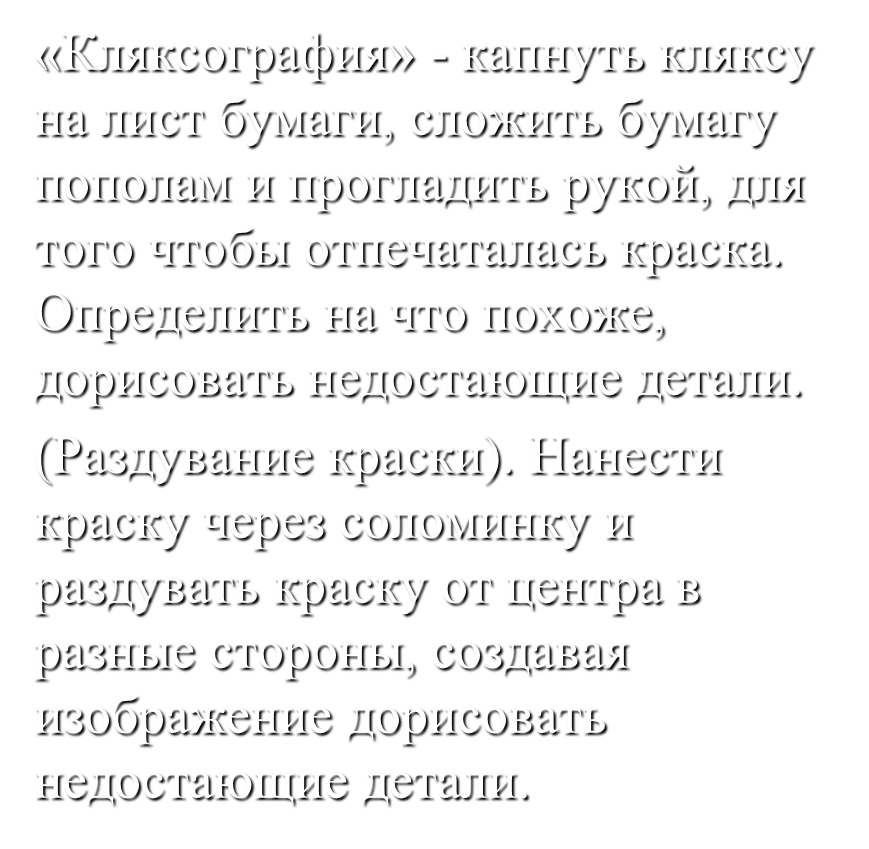 «Кляксография» - капнуть кляксу
на лист бумаги, сложить бумагу
пополам и прогладить рукой, для
того чтобы отпечаталась краска.
Определить на что похоже,
дорисовать недостающие детали.
(Раздувание краски). Нанести
краску через соломинку и
раздувать краску от центра в
разные стороны, создавая
изображение дорисовать
недостающие детали.